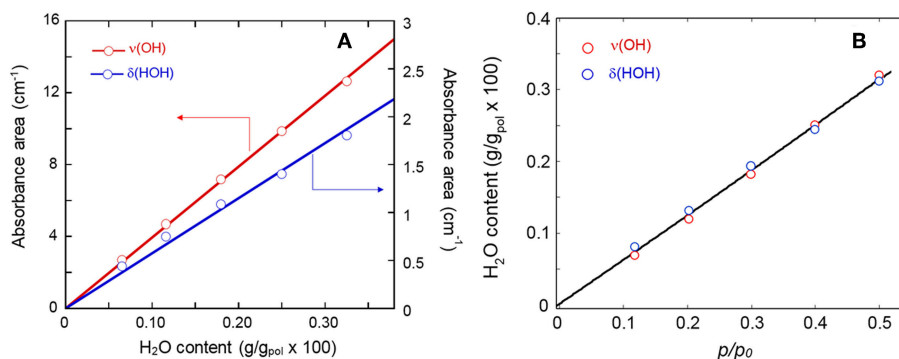 A
ν(OH)
δ(HOH)
Absorbance area (cm⁻¹)
16
12
8
4
0
0
0.10
0.20
0.30
H₂O content (g/gpol x 100)
3
2.5
2
1.5
1
0.5
0
Absorbance area (cm⁻¹)
B
ν(OH)
δ(HOH)
H₂O content (g/gpol x 100)
0.4
0.3
0.2
0.1
0
0
0.1
0.2
0.3
0.4
0.5
p/p₀